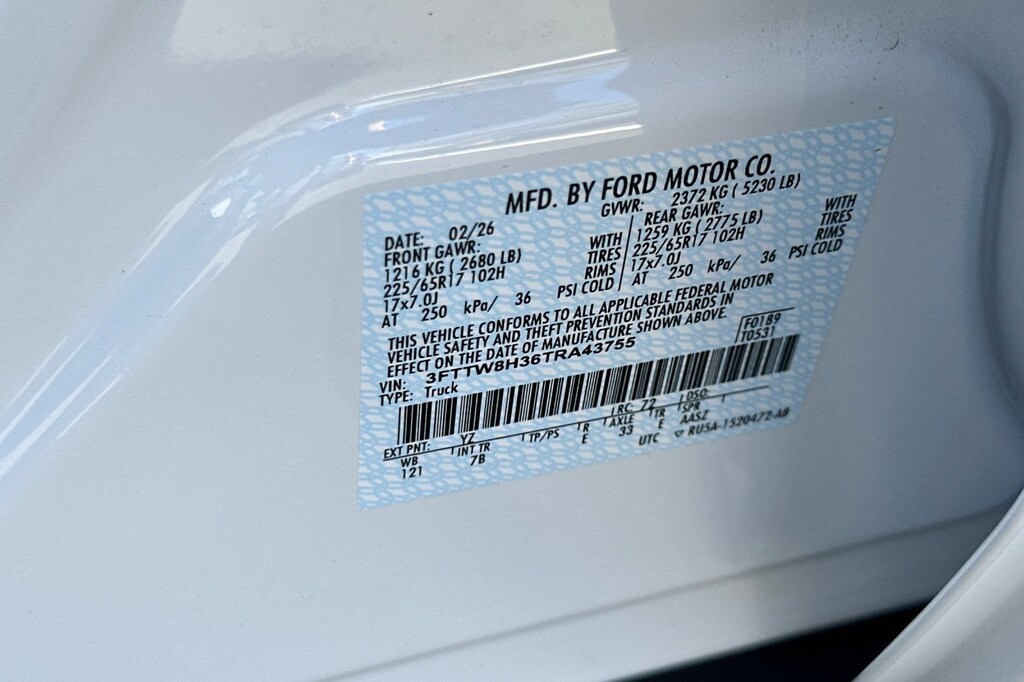 MFD. BY FORD MOTOR CO.
DATE: 02/26 GVWR: 2372 KG ( 5230 LB)
FRONT GAWR: REAR GAWR:
1216 KG ( 2680 LB) WITH 1259 KG ( 2775 LB) WITH
225/65R17 102H TIRES 225/65R17 102H TIRES
17x7.0J RIMS 17x7.0J RIMS
AT 250 kPa/ 36 PSI COLD AT 250 kPa/ 36 PSI COLD
THIS VEHICLE CONFORMS TO ALL APPLICABLE FEDERAL MOTOR
VEHICLE SAFETY AND THEFT PREVENTION STANDARDS IN
EFFECT ON THE DATE OF MANUFACTURE SHOWN ABOVE.
VIN: 3FTTW8H36TRA43755 F0189
TYPE: Truck T0531
EXT PNT: YZ RC: 72 DSO:
WB INT TR TP/PS R AXLE TR SPR
121 7B E 33 E AASZ
UTC ▽ RU5A-1520472-AB